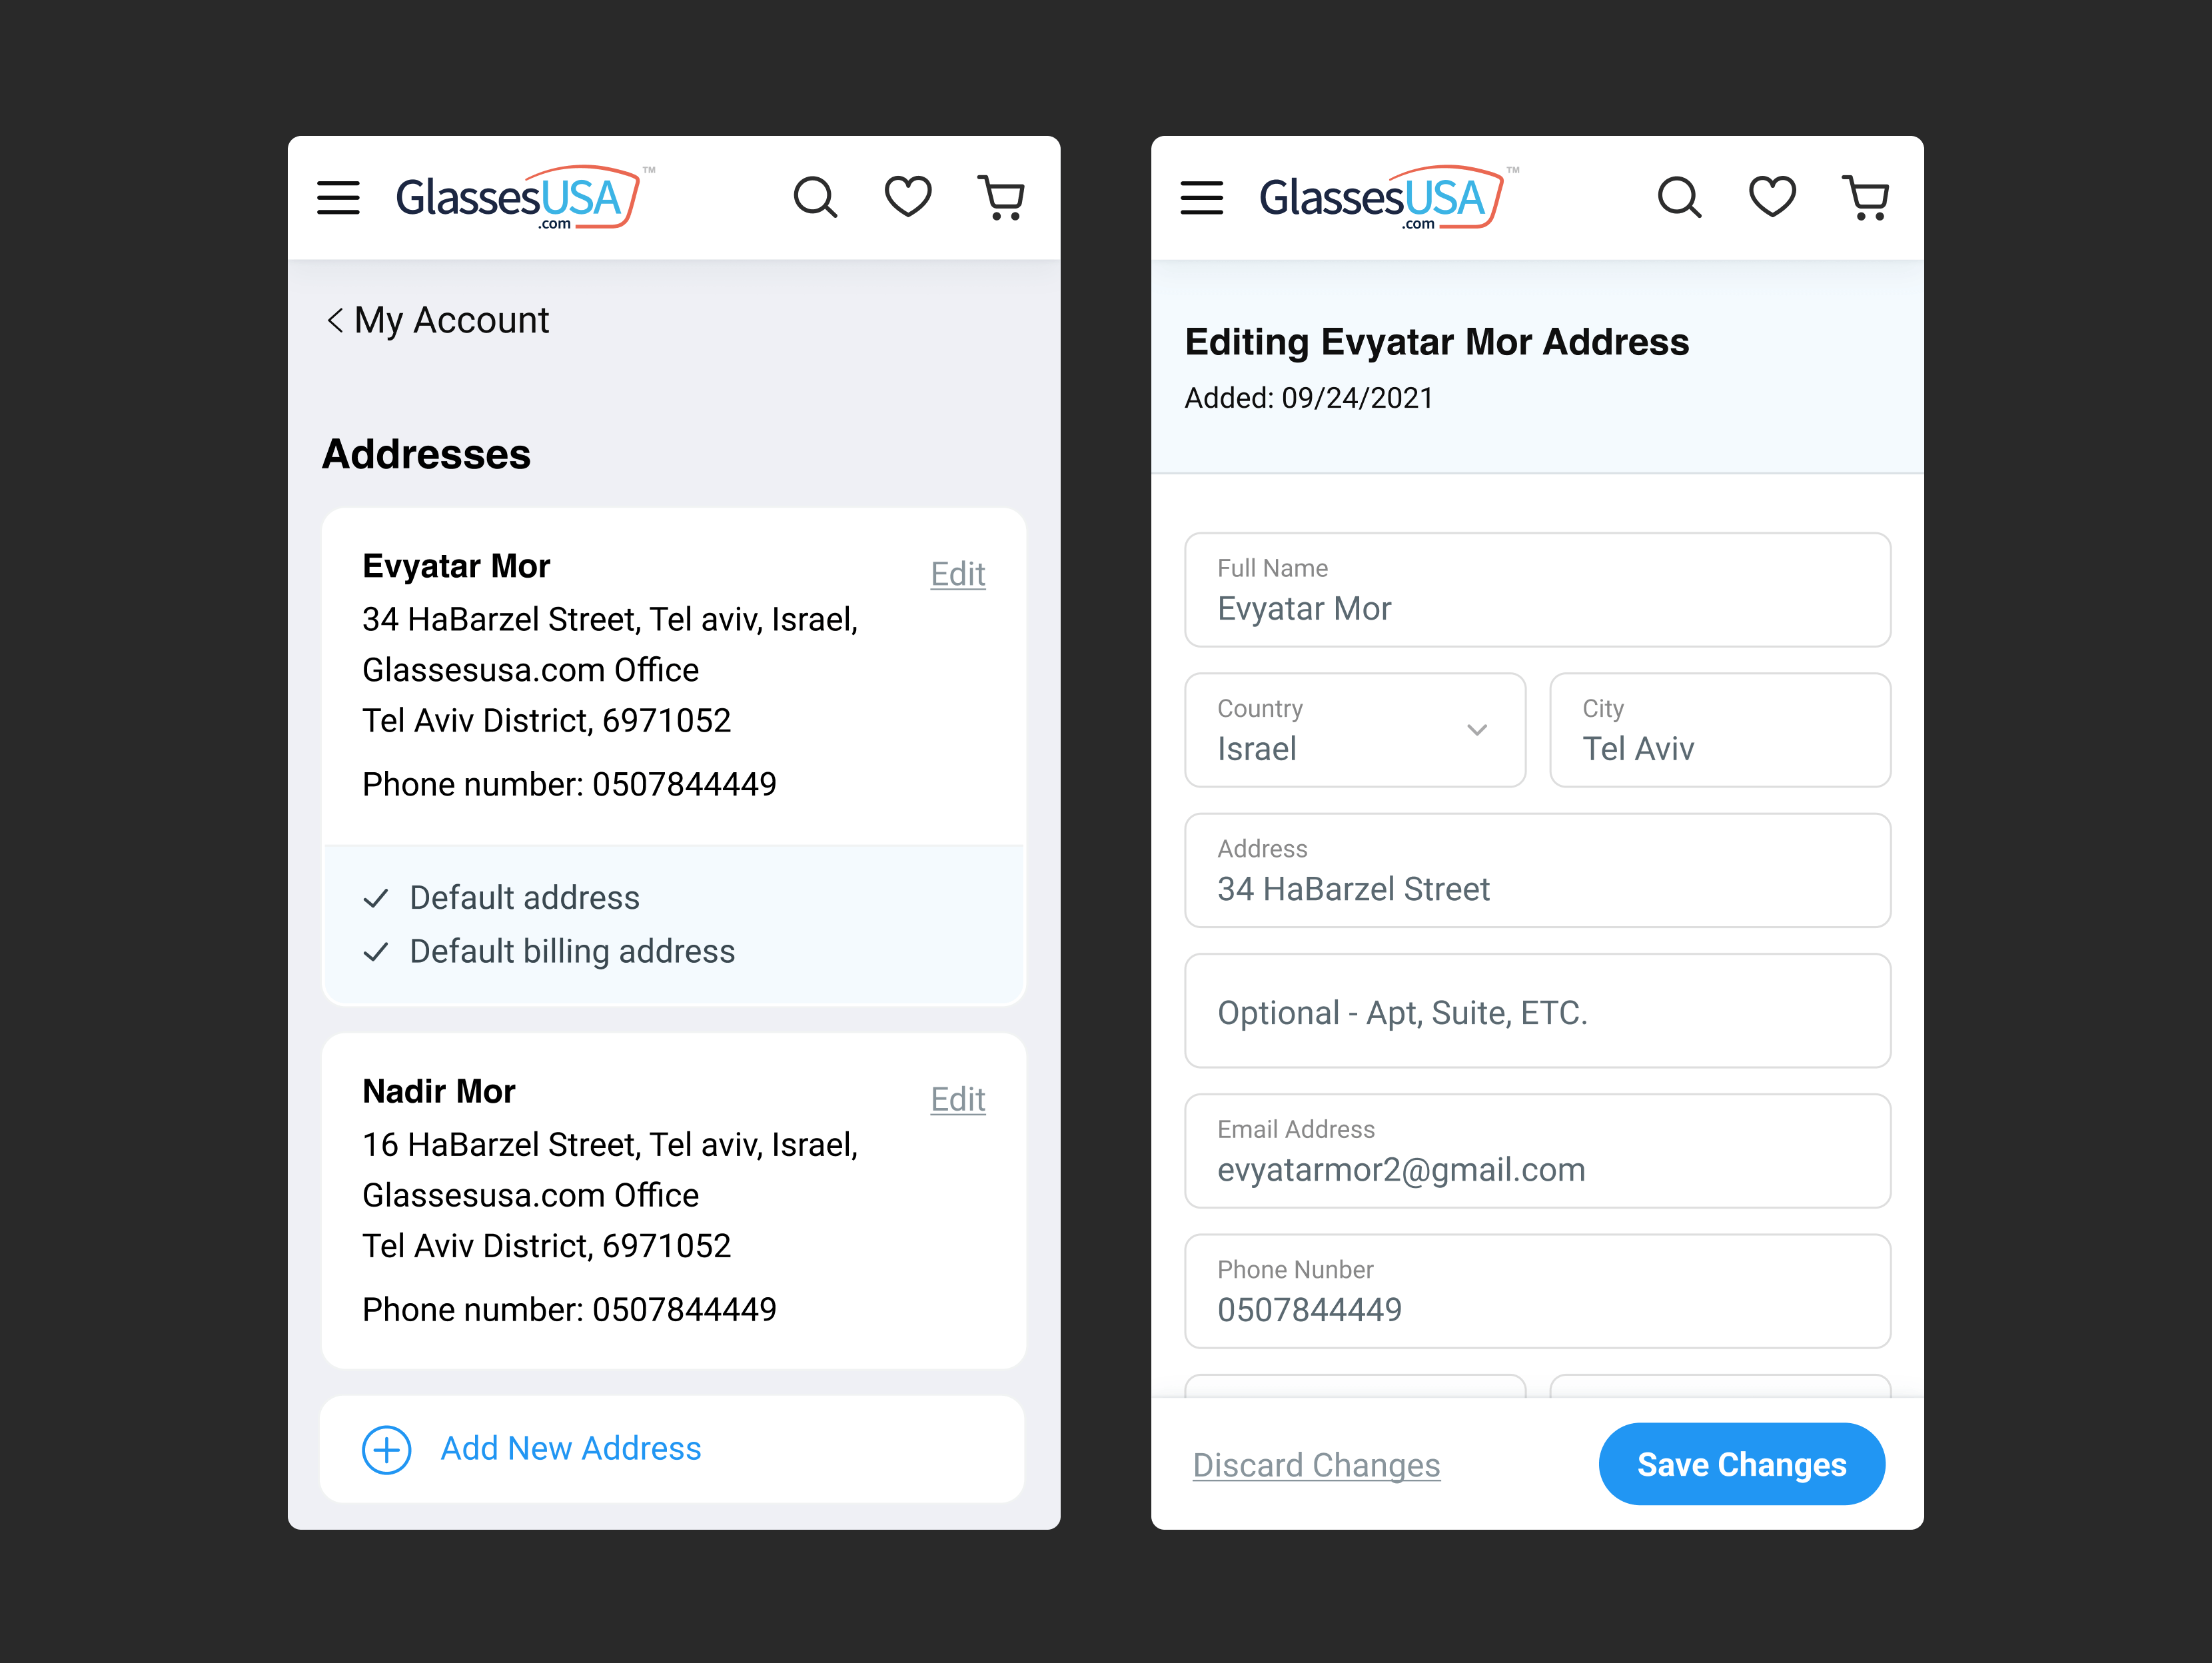 GlassesUSA™
.com
My Account
Addresses
Evyatar Mor
Edit
34 HaBarzel Street, Tel aviv, Israel,
Glassesusa.com Office
Tel Aviv District, 6971052
Phone number: 0507844449
Default address
Default billing address
Nadir Mor
Edit
16 HaBarzel Street, Tel aviv, Israel,
Glassesusa.com Office
Tel Aviv District, 6971052
Phone number: 0507844449
Add New Address
GlassesUSA™
.com
Editing Evyatar Mor Address
Added: 09/24/2021
Full Name
Evyatar Mor
Country
Israel
City
Tel Aviv
Address
34 HaBarzel Street
Optional - Apt, Suite, ETC.
Email Address
evyatarmor2@gmail.com
Phone Nunber
0507844449
Discard Changes
Save Changes